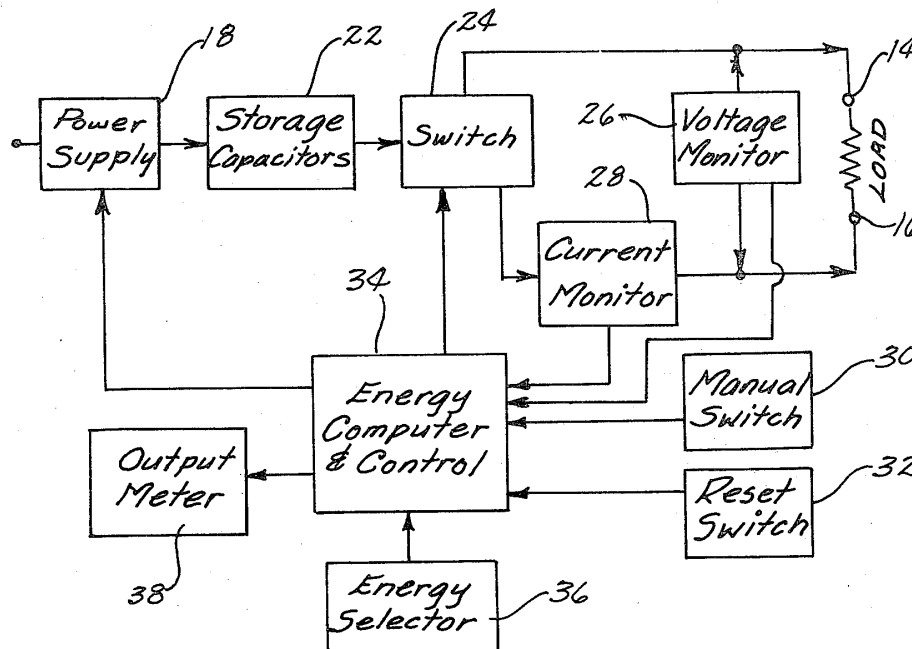 18
22
24
14
Power
Supply
Storage
Capacitors
Switch
26
Voltage
Monitor
LOAD
16
28
Current
Monitor
34
30
Energy
Computer
& Control
Manual
Switch
Output
Meter
32
Reset
Switch
38
Energy
Selector
36